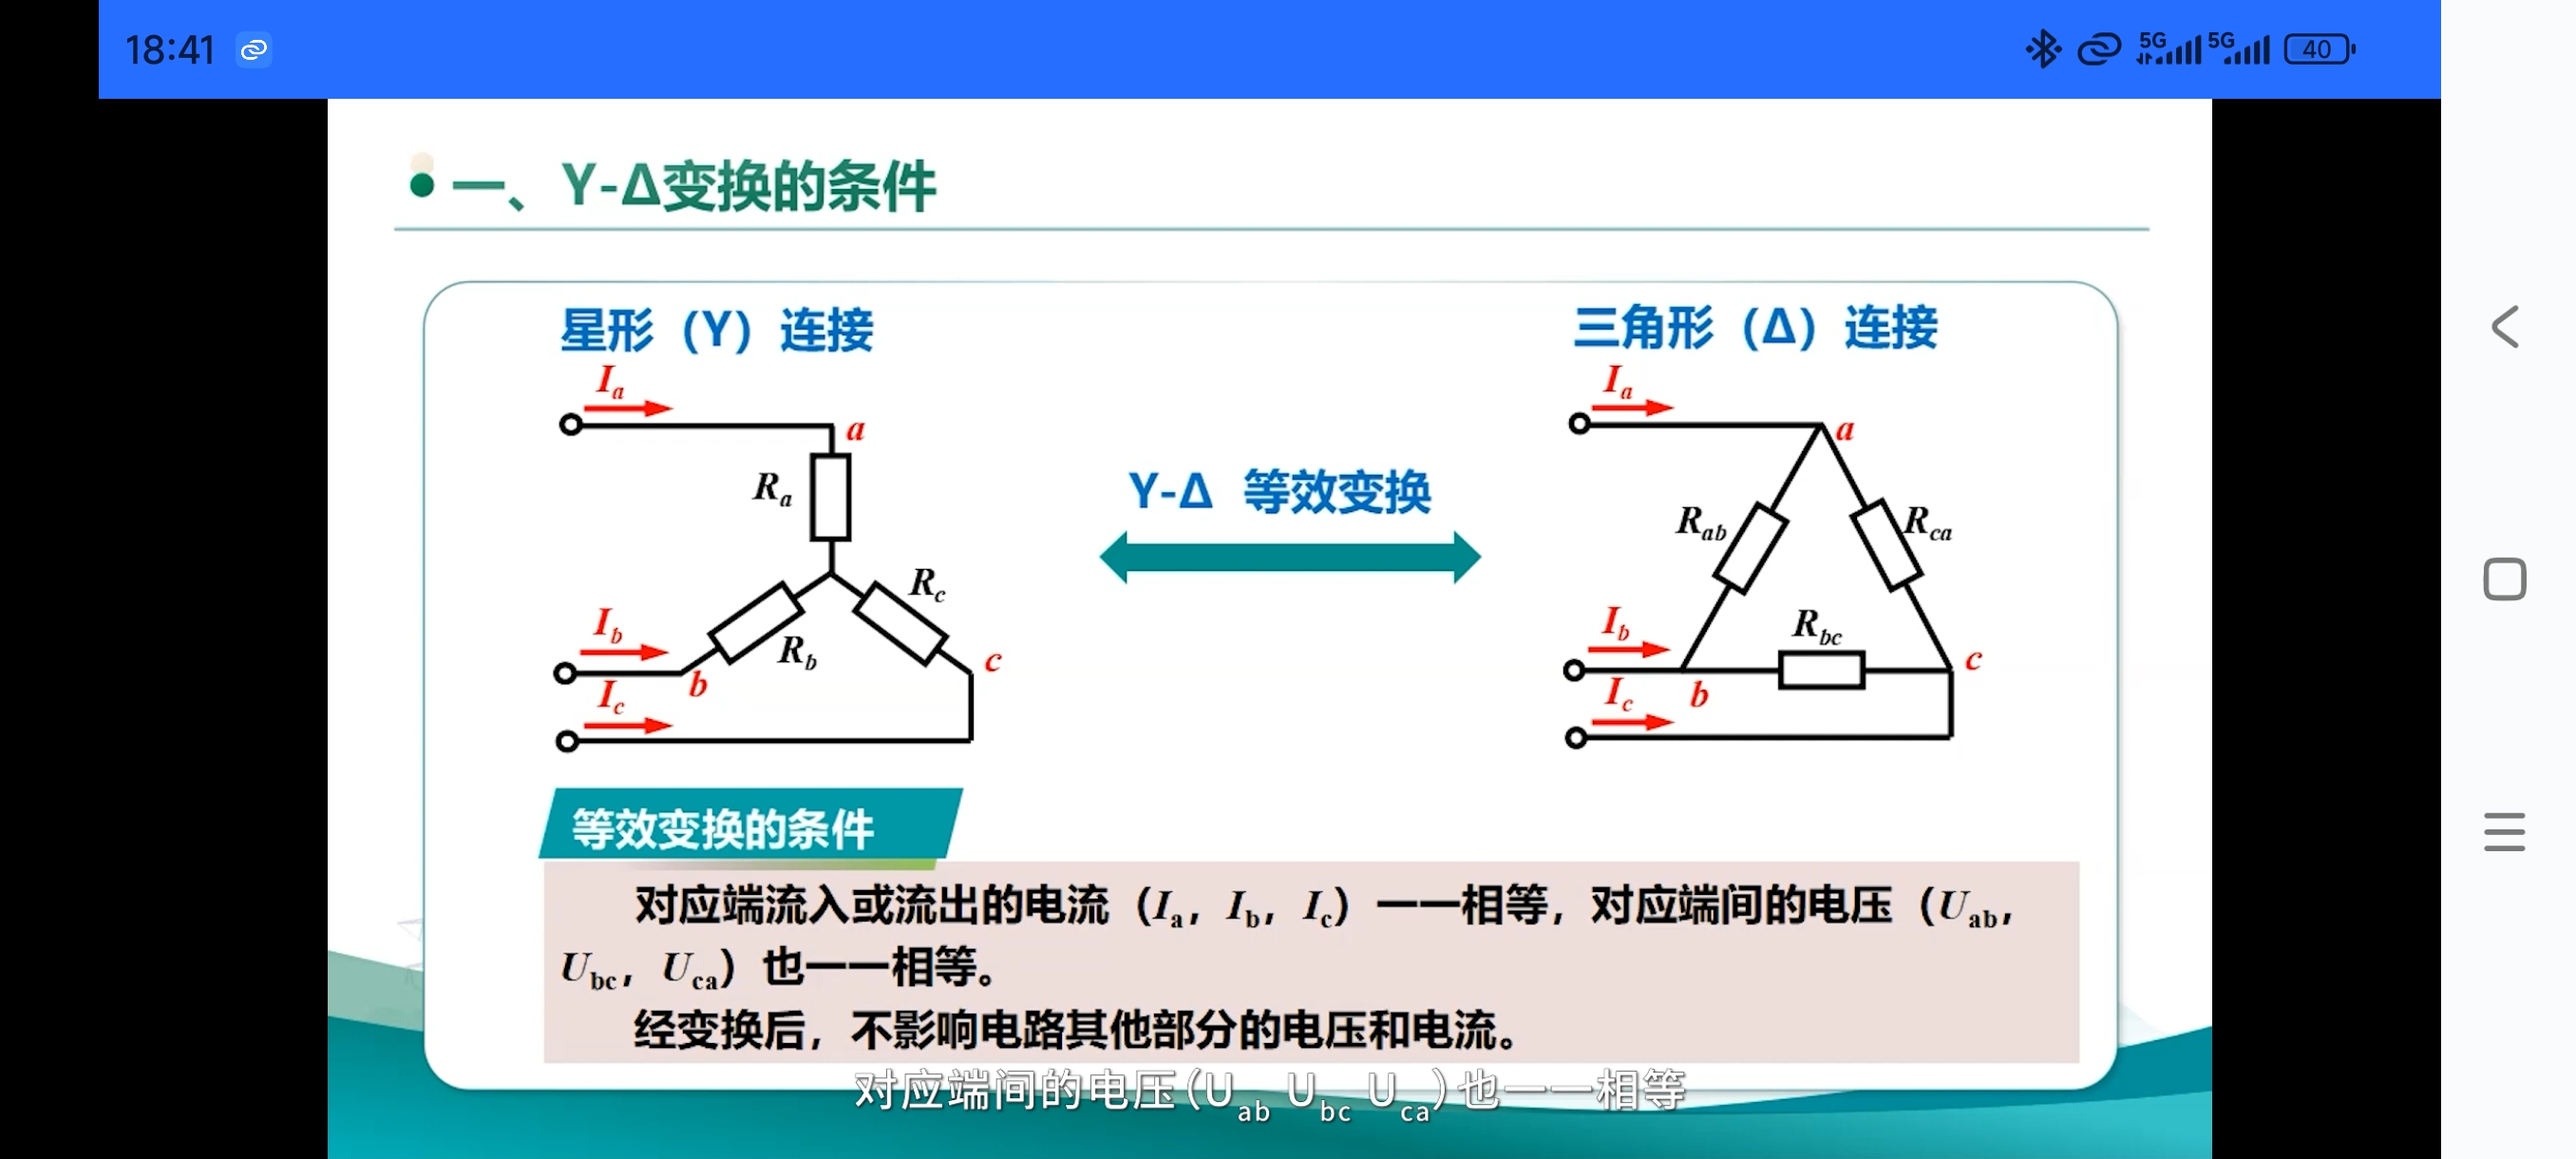 18:41
5G 5G 40
一、Y-Δ变换的条件
星形（Y）连接
三角形（Δ）连接
Ia
a
Ra
Rc
Ib
Rb
b
c
Ic
Y-Δ 等效变换
Ia
a
Rab
Rca
Ib
Rbc
c
Ic
b
等效变换的条件
对应端流入或流出的电流（Ia，Ib，Ic）一一相等，对应端间的电压（Uab，
Ubc，Uca）也一一相等。
经变换后，不影响电路其他部分的电压和电流。
对应端间的电压(Uab Ubc Uca)也一一相等